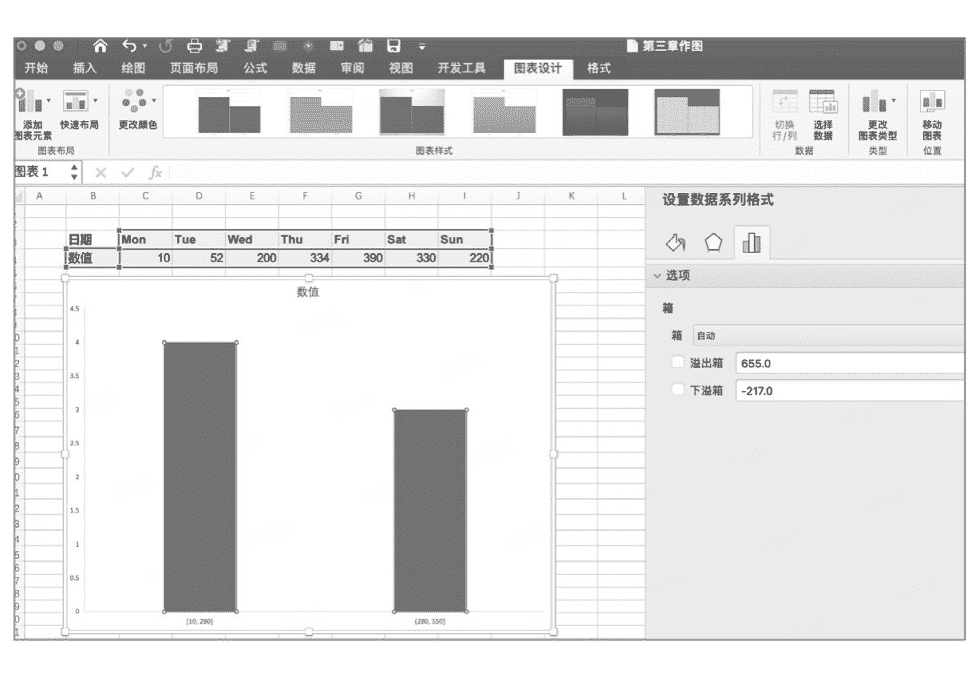 第三章作图
开始 插入 绘图 页面布局 公式 数据 审阅 视图 开发工具 图表设计 格式
添加
图表元素
快速布局
更改颜色
切换
行/列
选择
数据
更改
图表类型
移动
图表
图表布局 图表样式 数据 类型 位置
图表 1 fx
A B C D E F G H I J K L
日期 Mon Tue Wed Thu Fri Sat Sun
数值 10 52 200 334 390 330 220
数值
4.5
4
3.5
3
2.5
2
1.5
1
0.5
0
[10, 280] (280, 550]
设置数据系列格式
选项
箱
箱 自动
溢出箱 655.0
下溢箱 -217.0